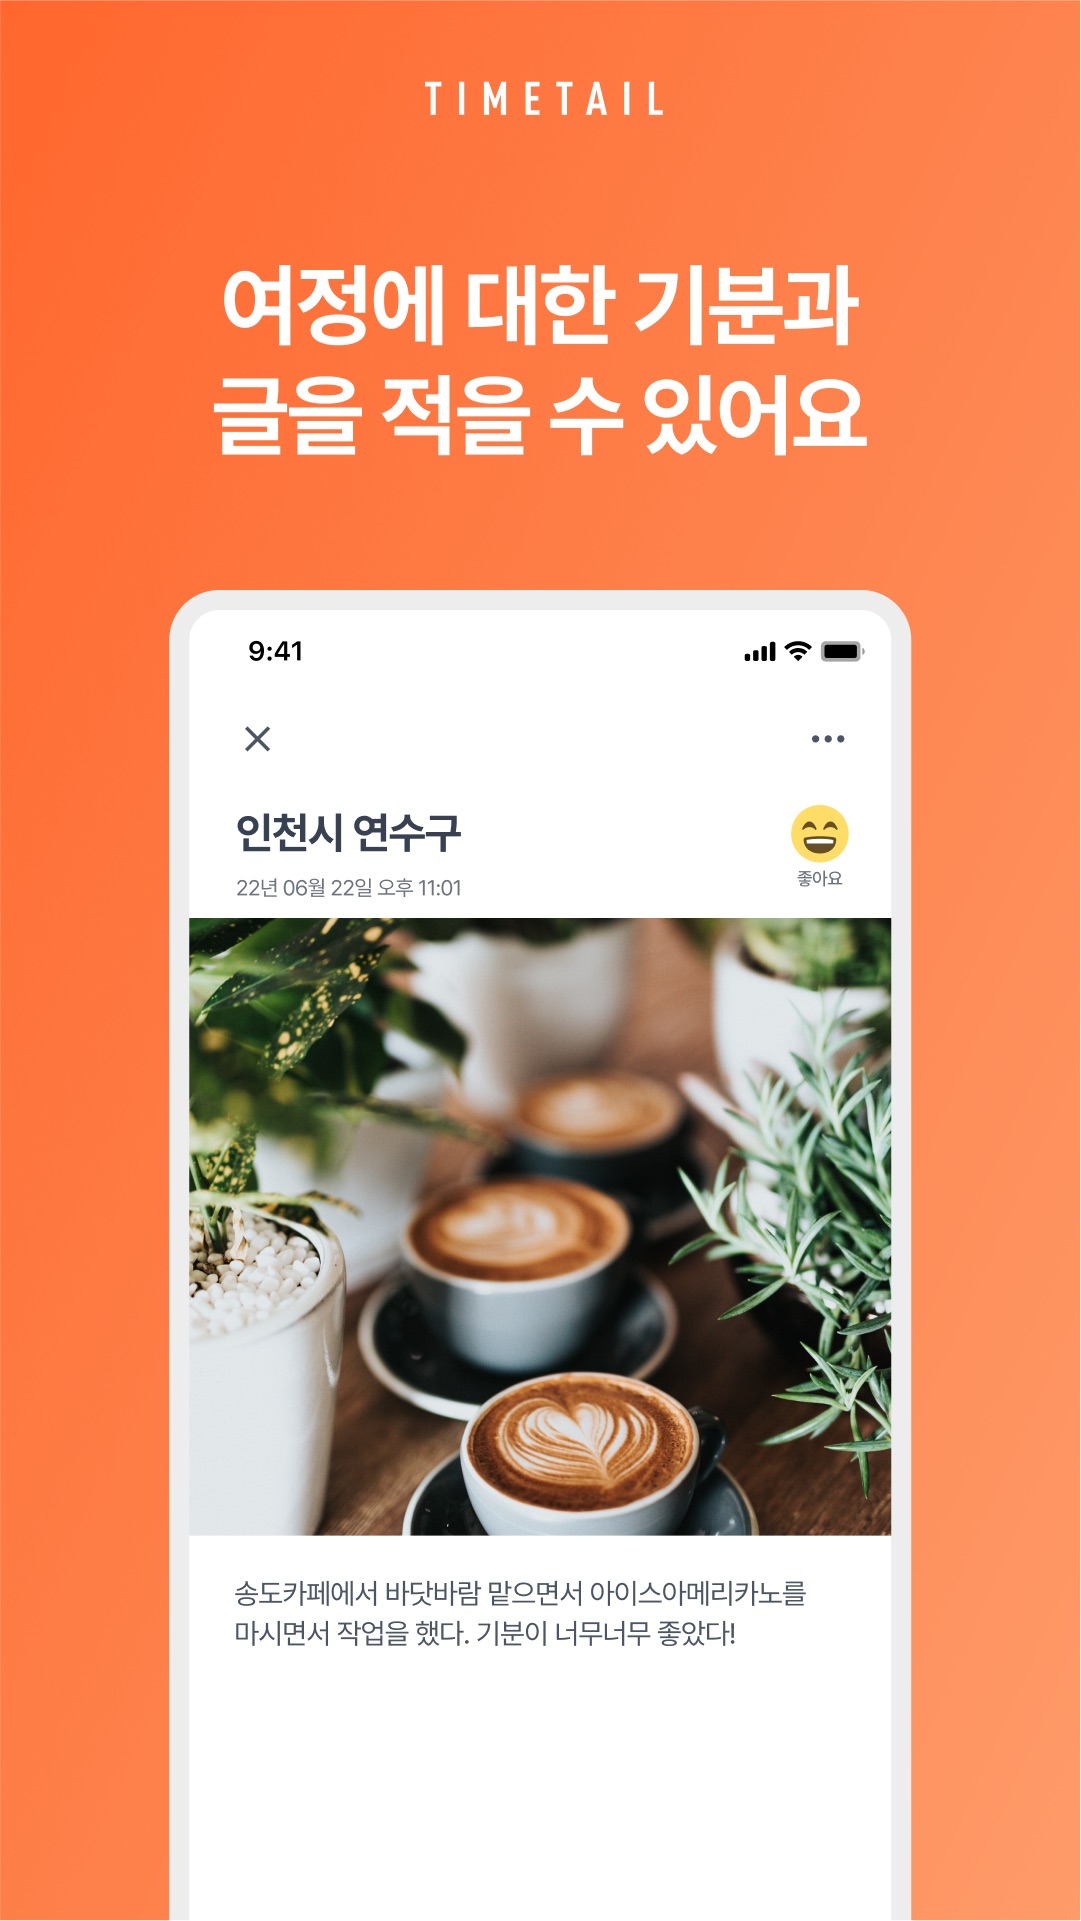 TIMETAIL
여정에 대한 기분과
글을 적을 수 있어요
9:41
인천시 연수구
좋아요
22년 06월 22일 오후 11:01
송도카페에서 바닷바람 맡으면서 아이스아메리카노를
마시면서 작업을 했다. 기분이 너무너무 좋았다!